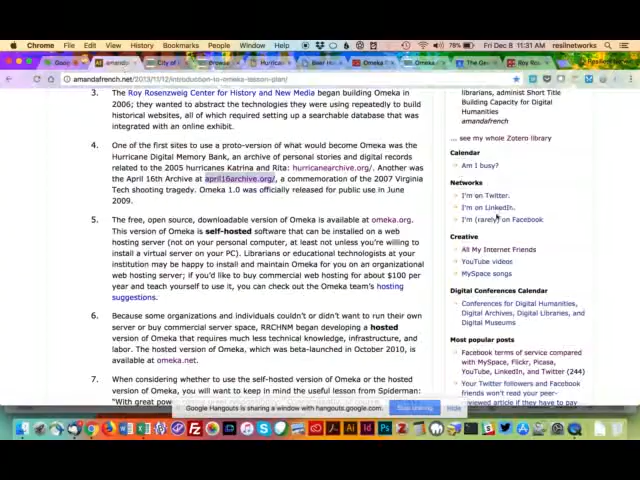 Chrome File Edit View History Bookmarks People Window Help 78% Fri Dec 8 11:31 AM resilnetworks
amandafrench.net/2013/11/12/introduction-to-omeka-lesson-plan/
3. The Roy Rosenzweig Center for History and New Media began building Omeka in
2006; they wanted to abstract the technologies they were using repeatedly to build
historical websites, all of which required setting up a searchable database that was
integrated with an online exhibit.
4. One of the first sites to use a proto-version of what would become Omeka was the
Hurricane Digital Memory Bank, an archive of personal stories and digital records
related to the 2005 hurricanes Katrina and Rita: hurricanearchive.org/. Another was
the April 16th Archive at april16archive.org/, a commemoration of the 2007 Virginia
Tech shooting tragedy. Omeka 1.0 was officially released for public use in June
2009.
5. The free, open source, downloadable version of Omeka is available at omeka.org.
This version of Omeka is self-hosted software that can be installed on a web
hosting server (not on your personal computer, at least not unless you're willing to
install a virtual server on your PC). Librarians or educational technologists at your
institution may be happy to install and maintain Omeka for you on an organizational
web hosting server; if you'd like to buy commercial web hosting for about $100 per
year and teach yourself to use it, you can check out the Omeka team's hosting
suggestions.
6. Because some organizations and individuals couldn't or didn't want to run their own
server or buy commercial server space, RRCHNM began developing a hosted
version of Omeka that requires much less technical knowledge, infrastructure, and
labor. The hosted version of Omeka, which was beta-launched in October 2010, is
available at omeka.net.
7. When considering whether to use the self-hosted version of Omeka or the hosted
version of Omeka, you will want to keep in mind the useful lesson from Spiderman:
libraries, administ Short Title
Building Capacity for Digital
Humanities
amandafrench
... see my whole Zotero library
Calendar
Am I busy?
Networks
I'm on Twitter.
I'm on LinkedIn.
I'm (rarely) on Facebook
Creative
All My Internet Friends
YouTube videos
MySpace songs
Digital Conferences Calendar
Conferences for Digital Humanities,
Digital Archives, Digital Libraries, and
Digital Museums
Most popular posts
Facebook terms of service compared
with MySpace, Flickr, Picasa,
YouTube, LinkedIn, and Twitter (244)
Your Twitter followers and Facebook
friends won't read your peer-
reviewed article if they have to pay
Google Hangouts is sharing a window with hangouts.google.com. Stop sharing Hide